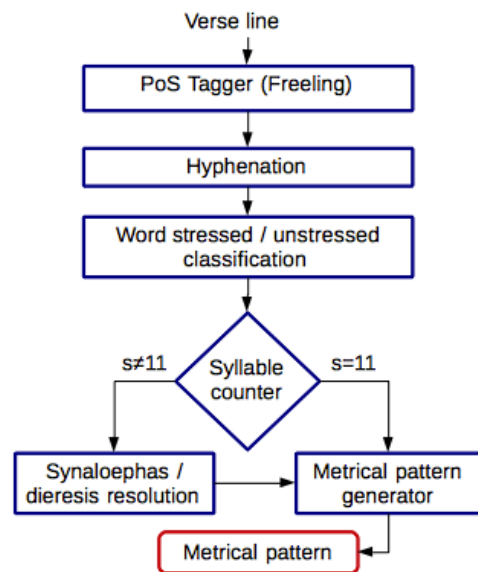 Verse line
PoS Tagger (Freeling)
Hyphenation
Word stressed / unstressed
classification
s≠11
Syllable
counter
s=11
Synaloephas /
dieresis resolution
Metrical pattern
generator
Metrical pattern